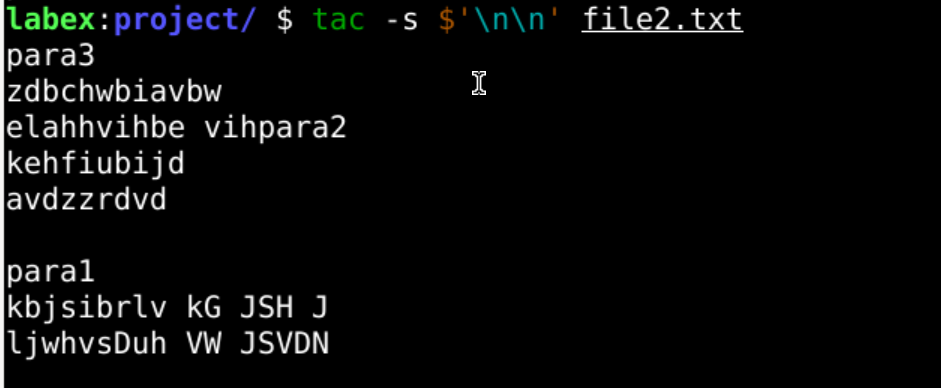 labex:project/ $ tac -s $'\n\n' file2.txt
para3
zdbchwbiavbw
elahhvihbe vihpara2
kehfiubijd
avdzzrdvd
para1
kbjsibrlv kG JSH J
ljwhvsDuh VW JSVDN